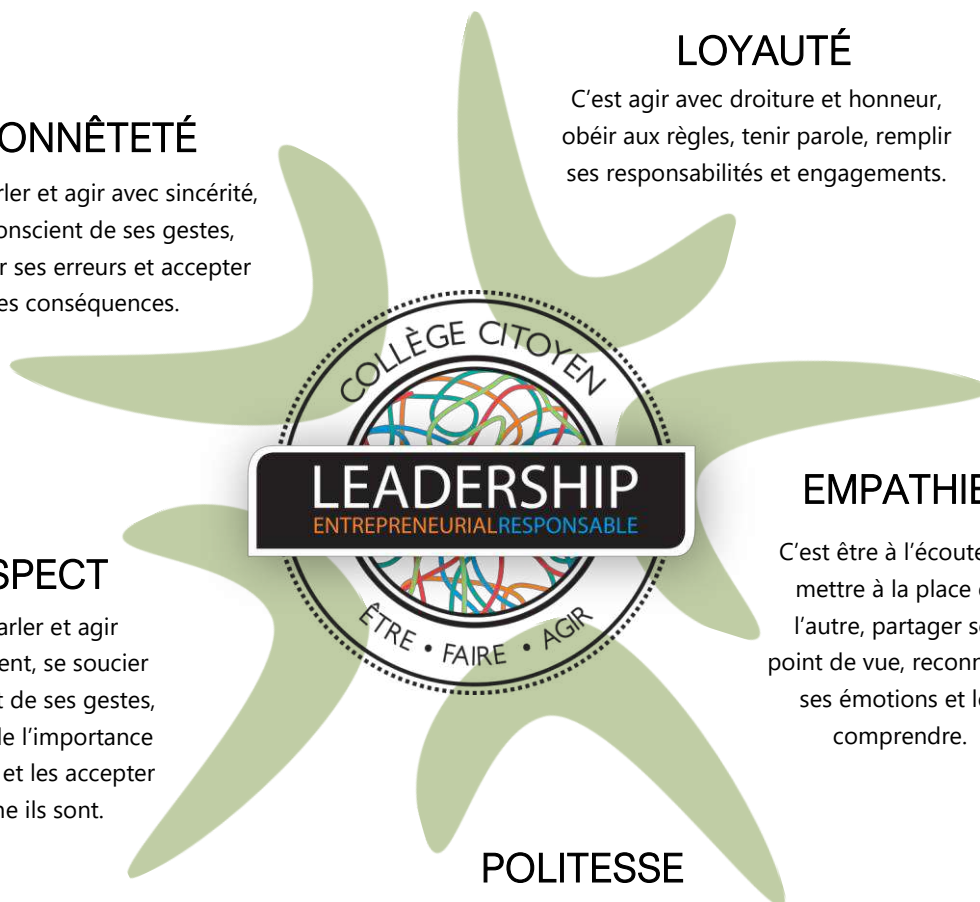 LOYAUTÉ
C'est agir avec droiture et honneur,
obéir aux règles, tenir parole, remplir
ses responsabilités et engagements.
ONNÊTETÉ
rler et agir avec sincérité,
onscient de ses gestes,
r ses erreurs et accepter
es conséquences.
COLLÈGE CITOYEN
LEADERSHIP
ENTREPRENEURIALRESPONSABLE
ÊTRE • FAIRE • AGIR
EMPATHIE
C'est être à l'écoute
mettre à la place
l'autre, partager s
point de vue, reconn
ses émotions et l
comprendre.
SPECT
arler et agir
ent, se soucier
t de ses gestes,
de l'importance
et les accepter
me ils sont.
POLITESSE